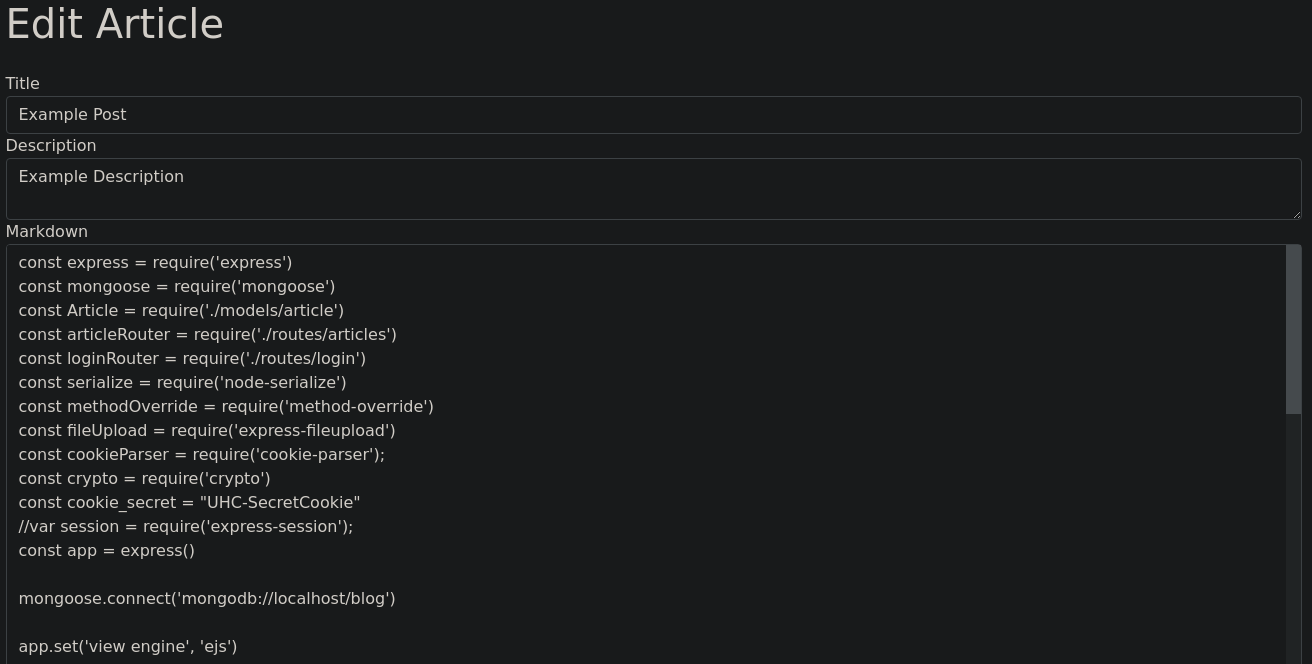 Edit Article
Title
Example Post
Description
Example Description
Markdown
const express = require('express')
const mongoose = require('mongoose')
const Article = require('./models/article')
const articleRouter = require('./routes/articles')
const loginRouter = require('./routes/login')
const serialize = require('node-serialize')
const methodOverride = require('method-override')
const fileUpload = require('express-fileupload')
const cookieParser = require('cookie-parser');
const crypto = require('crypto')
const cookie_secret = "UHC-SecretCookie"
//var session = require('express-session');
const app = express()
mongoose.connect('mongodb://localhost/blog')
app.set('view engine', 'ejs')